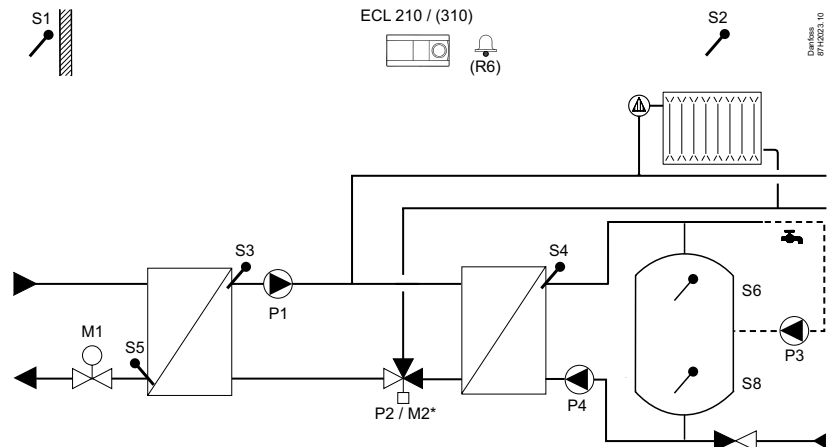 S1
ECL 210 / (310)
(R6)
S2
Danfoss
87H2023.10
S3
P1
S4
S6
M1
S5
P3
S8
P2 / M2*
P4